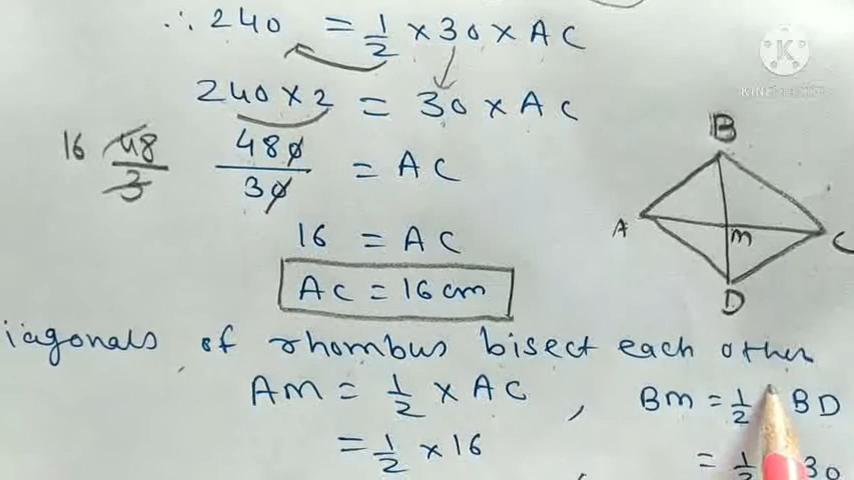 ∴ 240 = 1/2 × 30 × AC
240 × 2 = 30 × AC
16 48/3 480/30 = AC
16 = AC
AC = 16 cm
B
A
M
C
D
iagonals of rhombus bisect each other
AM = 1/2 × AC , BM = 1/2 BD
= 1/2 × 16 = 1/2 30